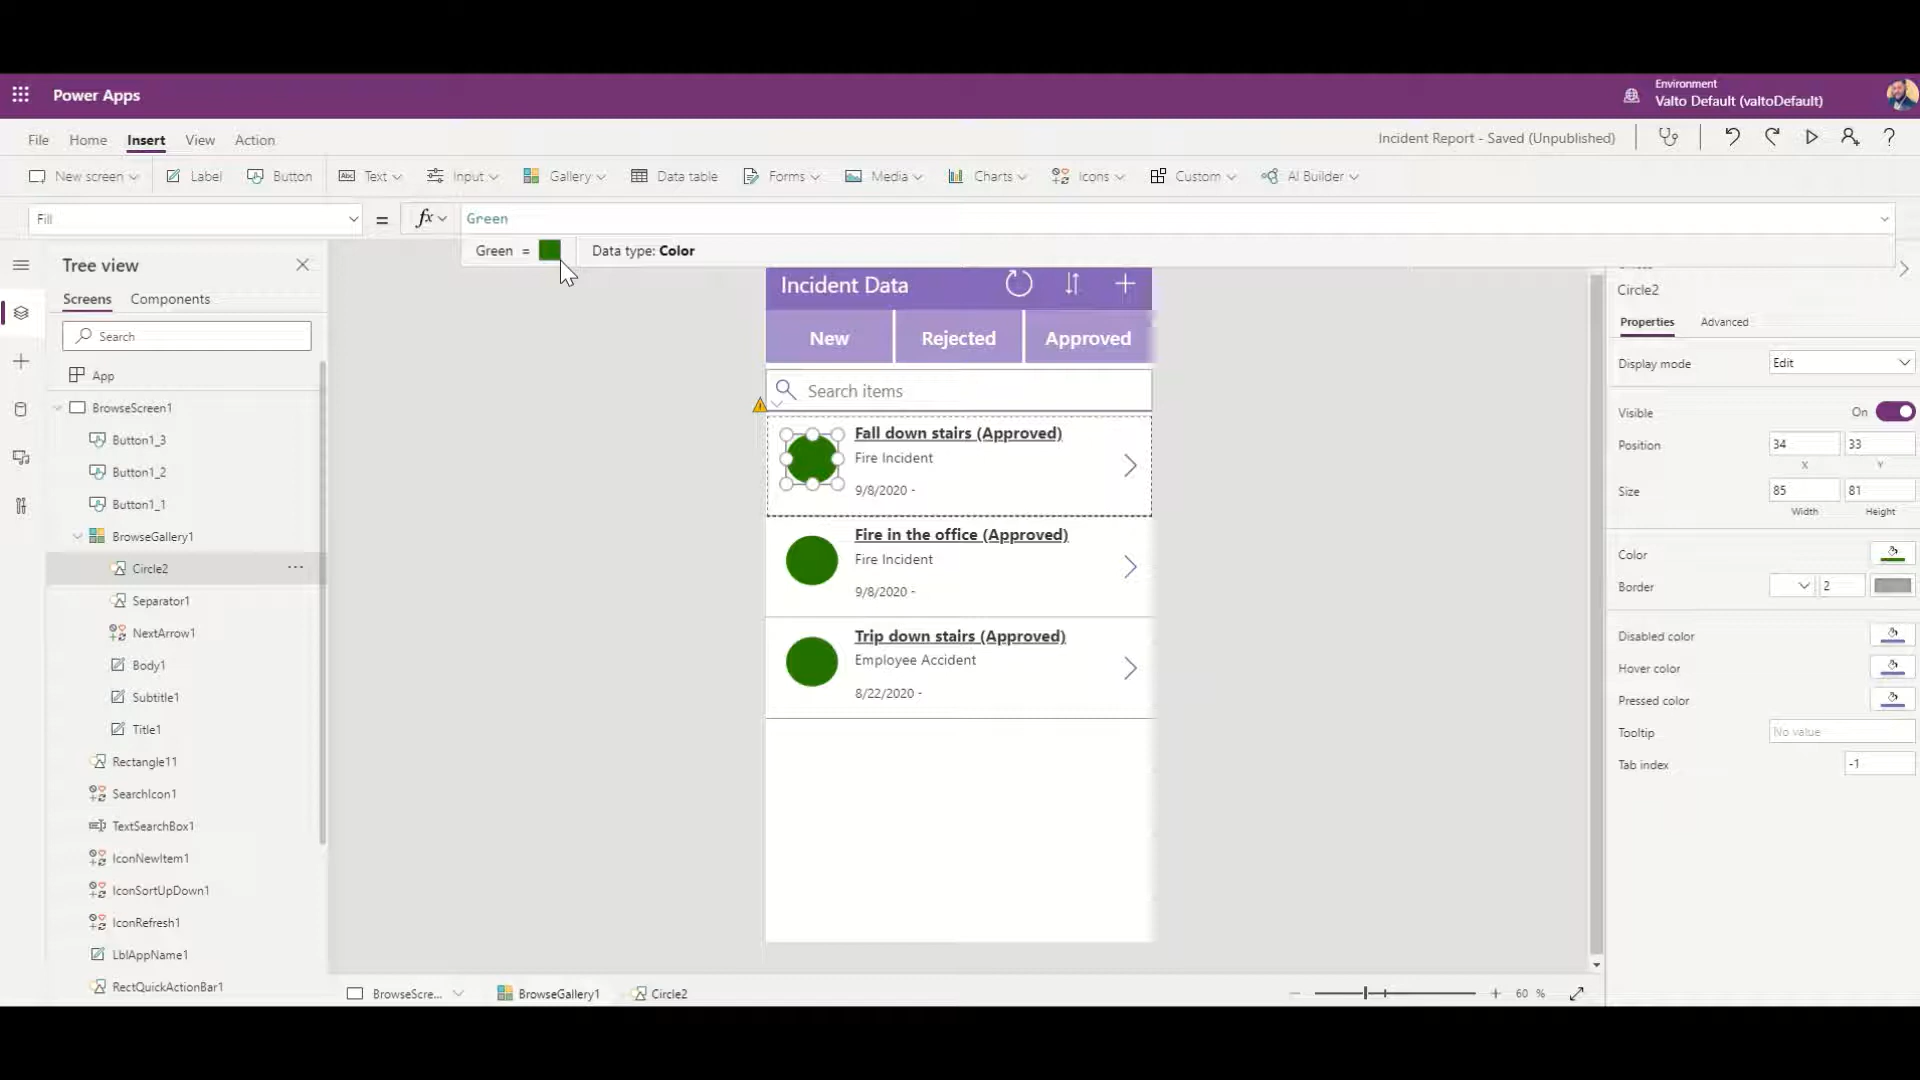 Power Apps
Environment
Valto Default (valtoDefault)
File Home Insert View Action
Incident Report - Saved (Unpublished)
New screen Label Button Text Input Gallery Data table Forms Media Charts Icons Custom AI Builder
Fill = fx Green
Green = Data type: Color
Tree view
Screens Components
Search
App
BrowseScreen1
Button1_3
Button1_2
Button1_1
BrowseGallery1
Circle2
Separator1
NextArrow1
Body1
Subtitle1
Title1
Rectangle11
SearchIcon1
TextSearchBox1
IconNewItem1
IconSortUpDown1
IconRefresh1
LblAppName1
RectQuickActionBar1
Incident Data
New Rejected Approved
Search items
Fall down stairs (Approved)
Fire Incident
9/8/2020 -
Fire in the office (Approved)
Fire Incident
9/8/2020 -
Trip down stairs (Approved)
Employee Accident
8/22/2020 -
Circle2
Properties Advanced
Display mode Edit
Visible On
Position 34 33
X Y
Size 85 81
Width Height
Color
Border 2
Disabled color
Hover color
Pressed color
Tooltip No value
Tab index -1
BrowseScre... BrowseGallery1 Circle2
60 %